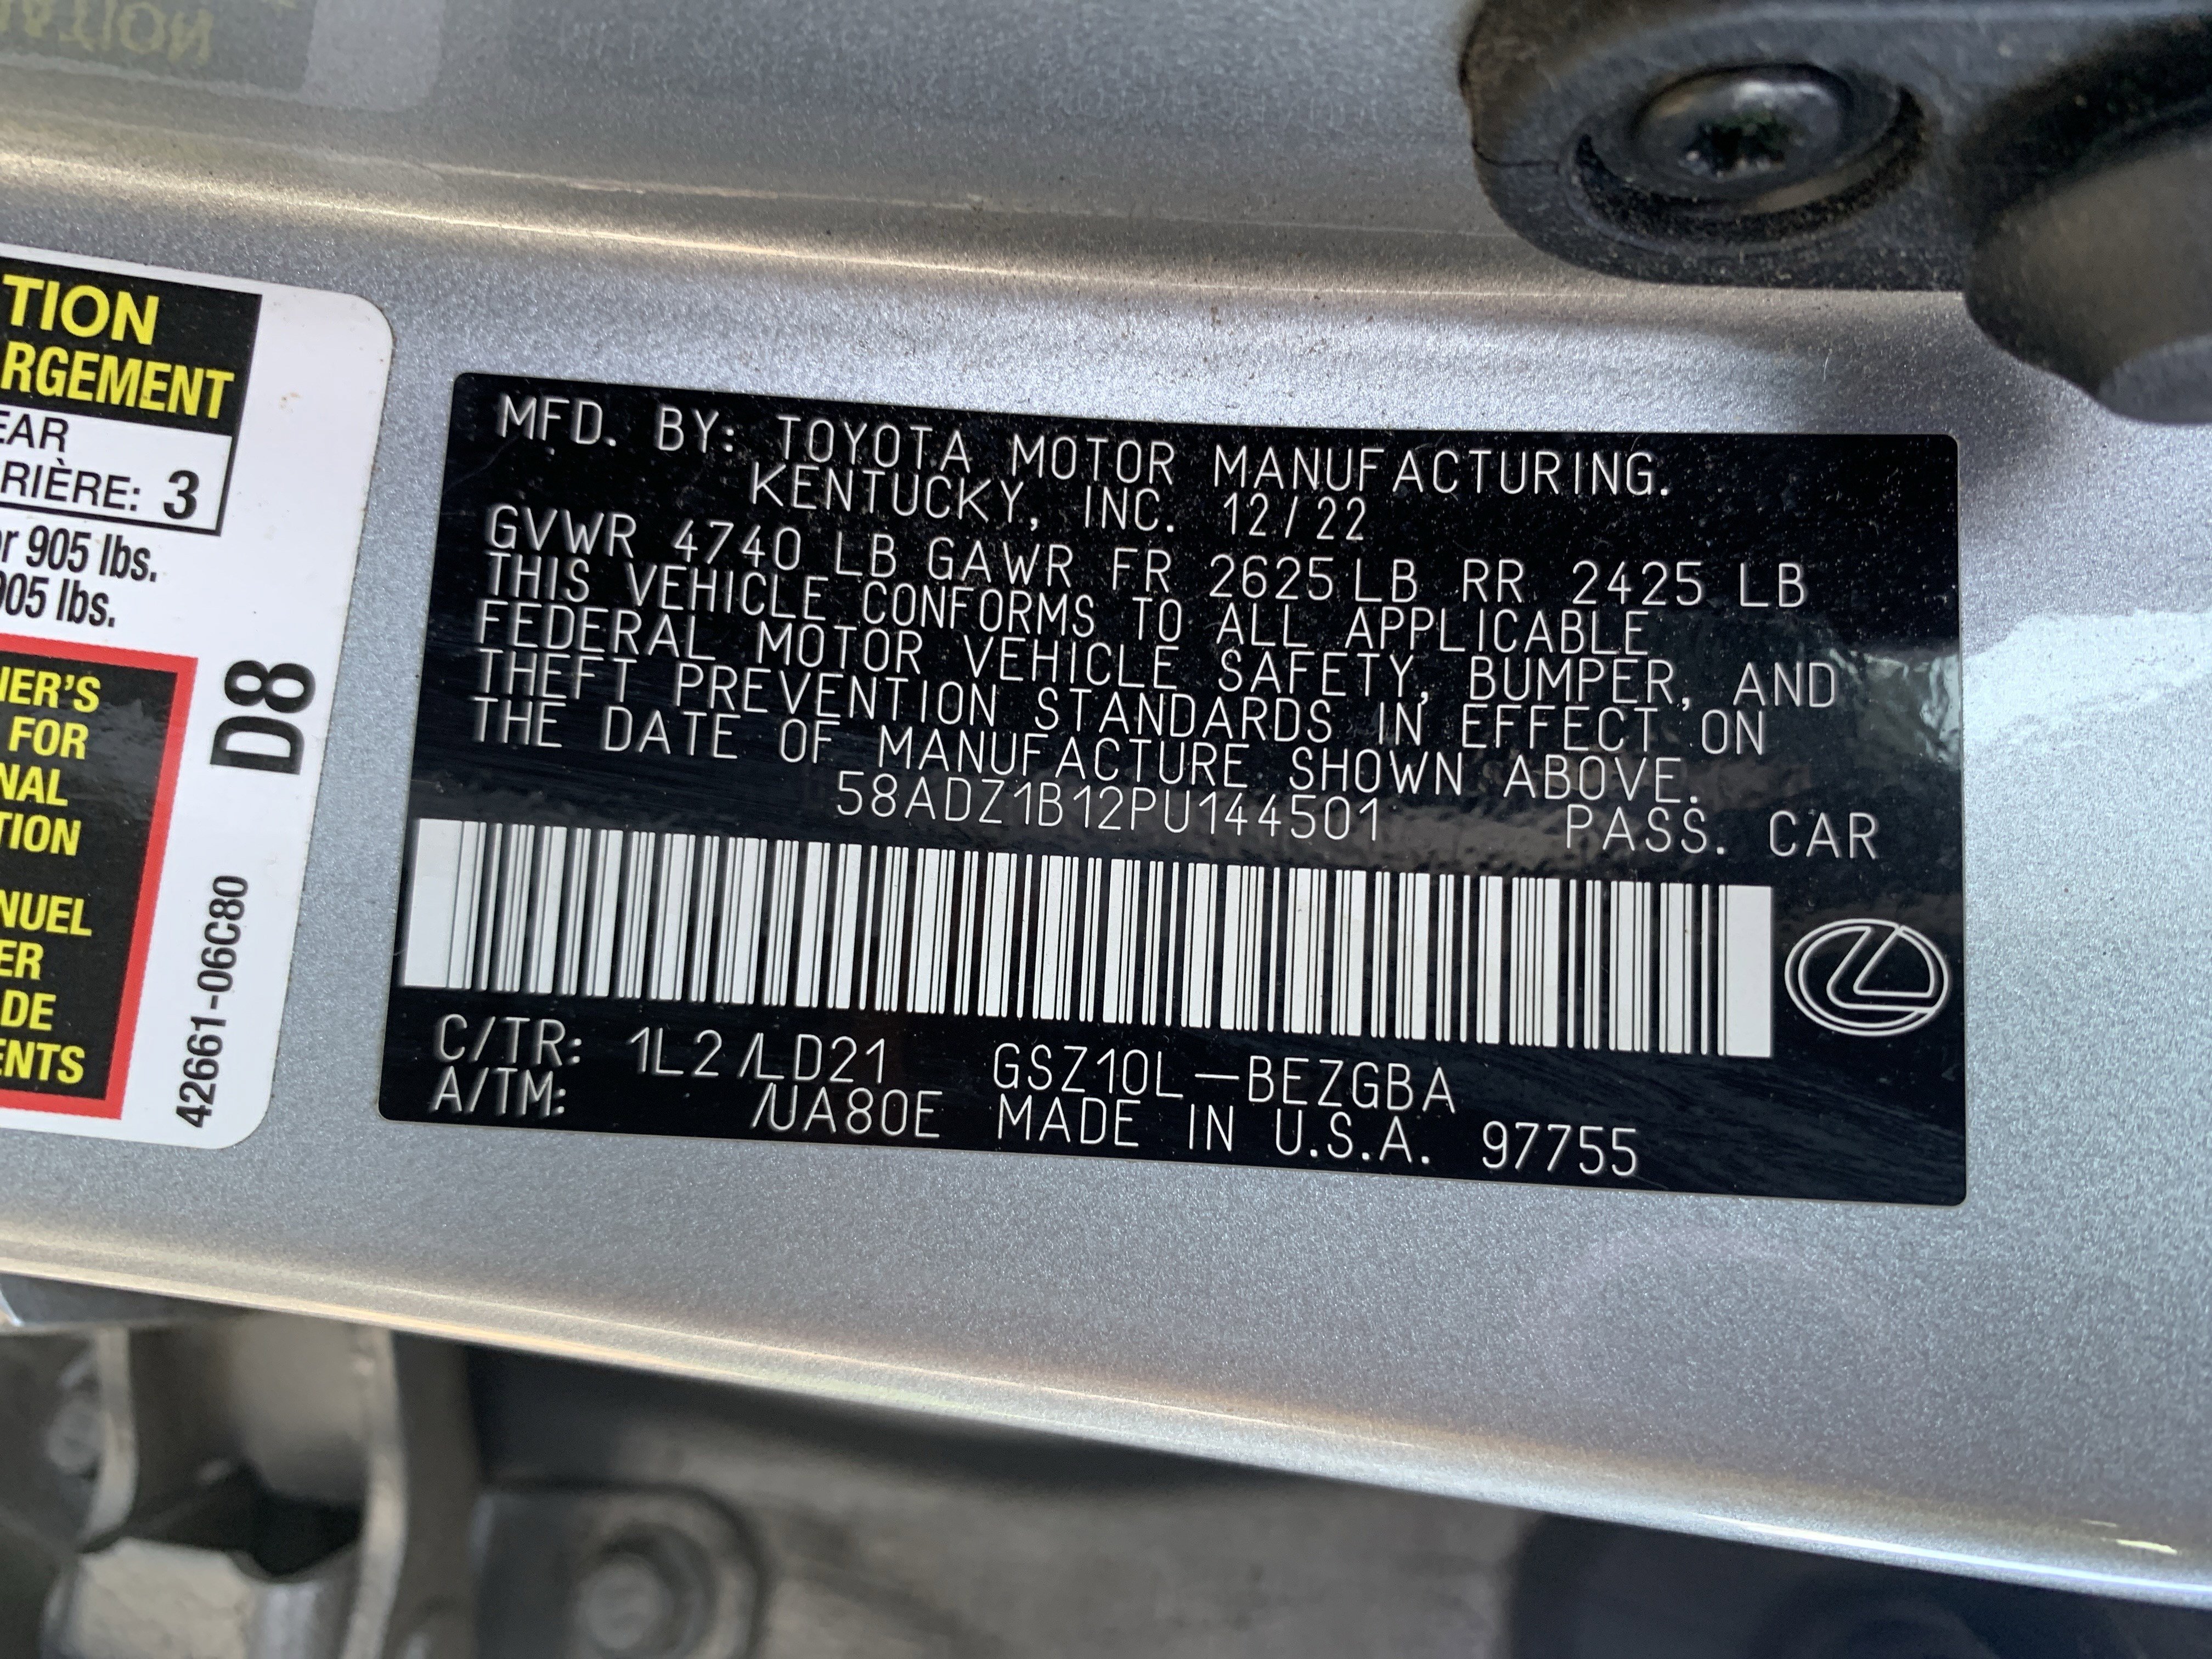 TION
RGEMENT
EAR
RIÈRE: 3
r 905 lbs.
905 lbs.
IER'S
FOR
NAL
TION
NUEL
ER
DE
ENTS
D8
42661-06C80
MFD. BY: TOYOTA MOTOR MANUFACTURING.
KENTUCKY, INC. 12/22
GVWR 4740 LB GAWR FR 2625 LB RR 2425 LB
THIS VEHICLE CONFORMS TO ALL APPLICABLE
FEDERAL MOTOR VEHICLE SAFETY, BUMPER, AND
THEFT PREVENTION STANDARDS IN EFFECT ON
THE DATE OF MANUFACTURE SHOWN ABOVE.
58ADZ1B12PU144501 PASS. CAR
C/TR: 1L2 /LD21 GSZ10L-BEZGBA
A/TM: /UA80E MADE IN U.S.A. 97755